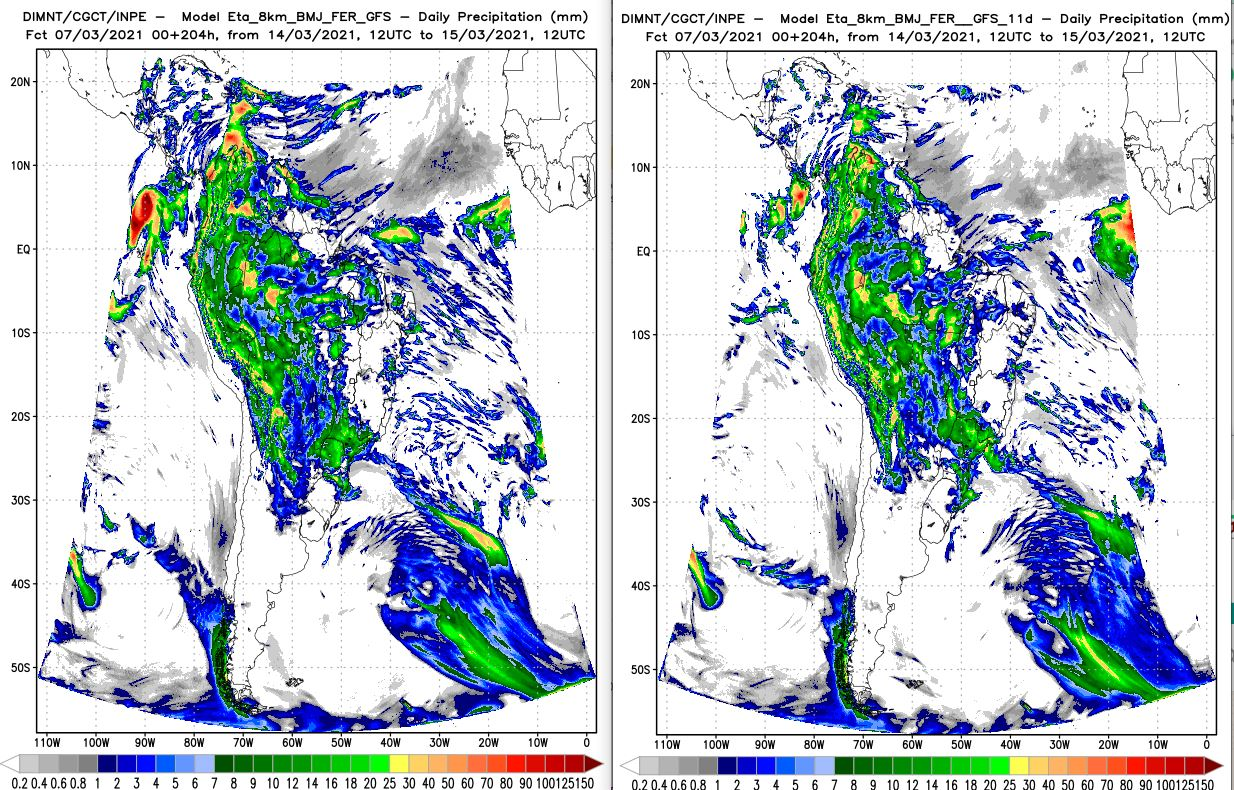 DIMNT/CGCT/INPE — Model Eta_8km_BMJ_FER_GFS — Daily Precipitation (mm)
Fct 07/03/2021 00+204h, from 14/03/2021, 12UTC to 15/03/2021, 12UTC
20N
10N
EQ
10S
20S
30S
40S
50S
110W 100W 90W 80W 70W 60W 50W 40W 30W 20W 10W 0
0.2 0.4 0.6 0.8 1 2 3 4 5 6 7 8 9 10 12 14 16 18 20 25 30 40 50 60 70 80 90 100 125 150
DIMNT/CGCT/INPE — Model Eta_8km_BMJ_FER__GFS_11d — Daily Precipitation (mm)
Fct 07/03/2021 00+204h, from 14/03/2021, 12UTC to 15/03/2021, 12UTC
20N
10N
EQ
10S
20S
30S
40S
50S
110W 100W 90W 80W 70W 60W 50W 40W 30W 20W 10W 0
0.2 0.4 0.6 0.8 1 2 3 4 5 6 7 8 9 10 12 14 16 18 20 25 30 40 50 60 70 80 90 100 125 150